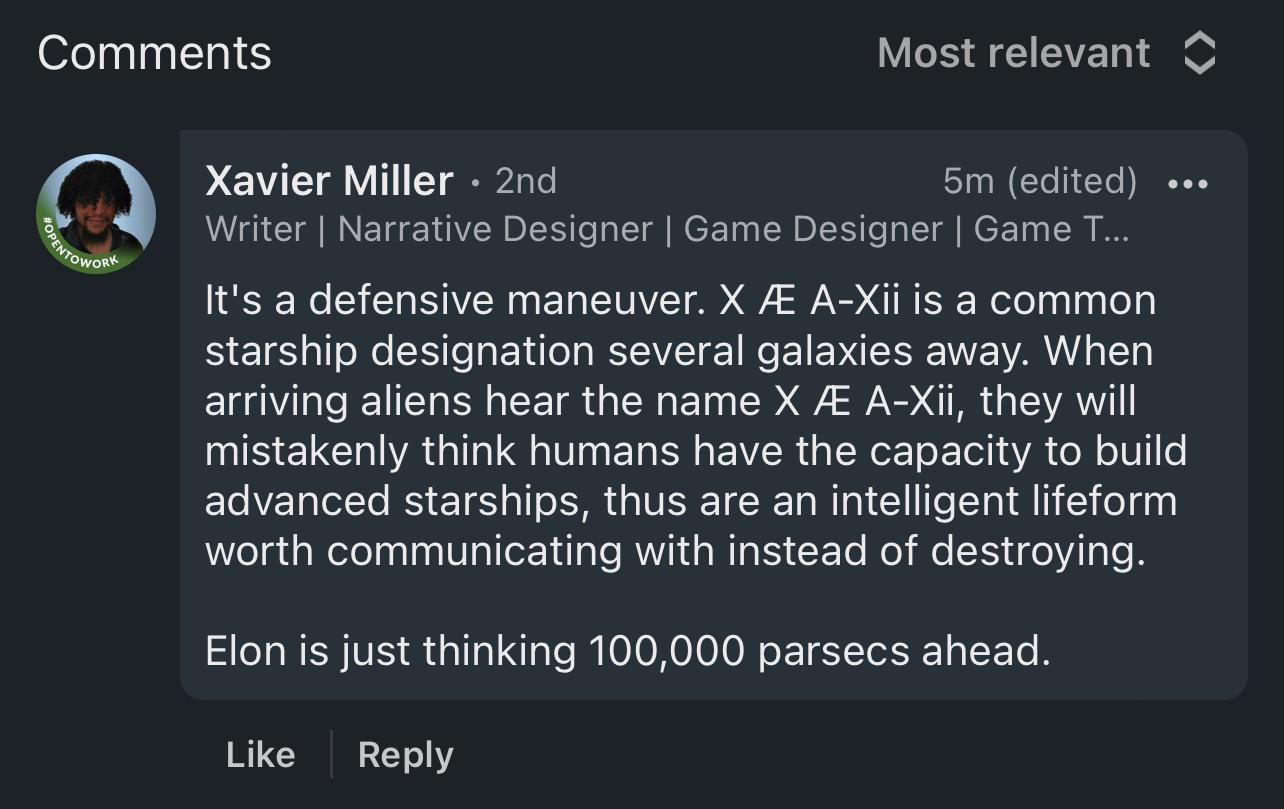 Comments
Most relevant
Xavier Miller • 2nd
5m (edited)
Writer | Narrative Designer | Game Designer | Game T...
#OPENTOWORK
It's a defensive maneuver. X Æ A-Xii is a common
starship designation several galaxies away. When
arriving aliens hear the name X Æ A-Xii, they will
mistakenly think humans have the capacity to build
advanced starships, thus are an intelligent lifeform
worth communicating with instead of destroying.
Elon is just thinking 100,000 parsecs ahead.
Like
Reply